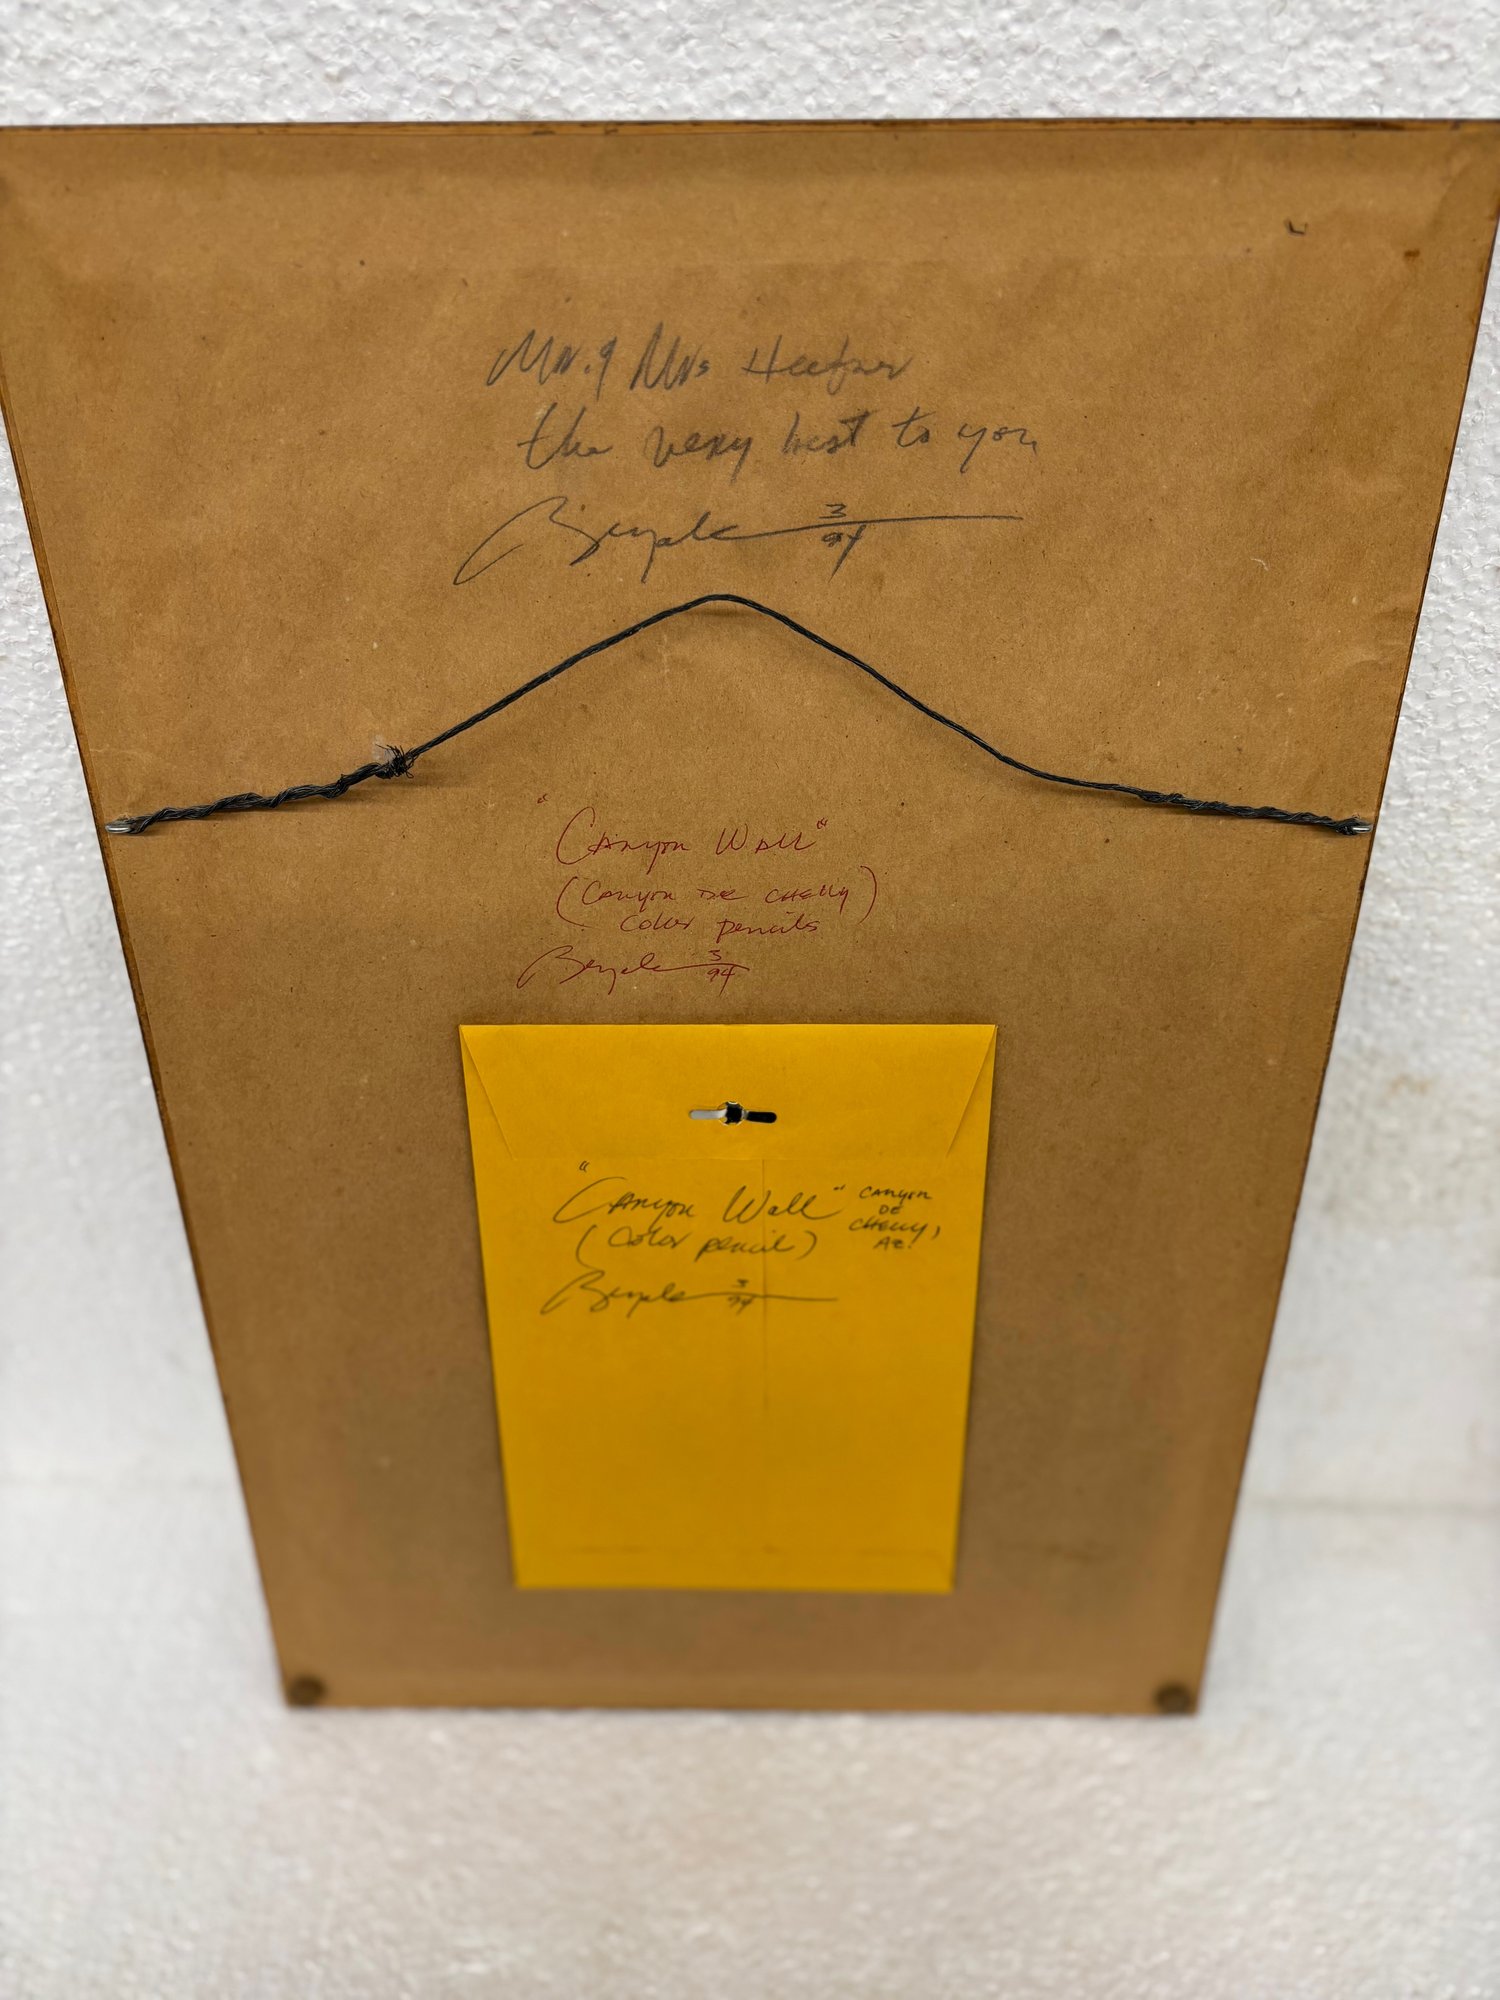 Mr. & Mrs
the very best to you
3
94
"Canyon Wall"
(Canyon De Chelly)
Color pencils
3
94
"Canyon Wall"
(Color pencil)
3
94
Canyon
De
Chelly,
AZ.